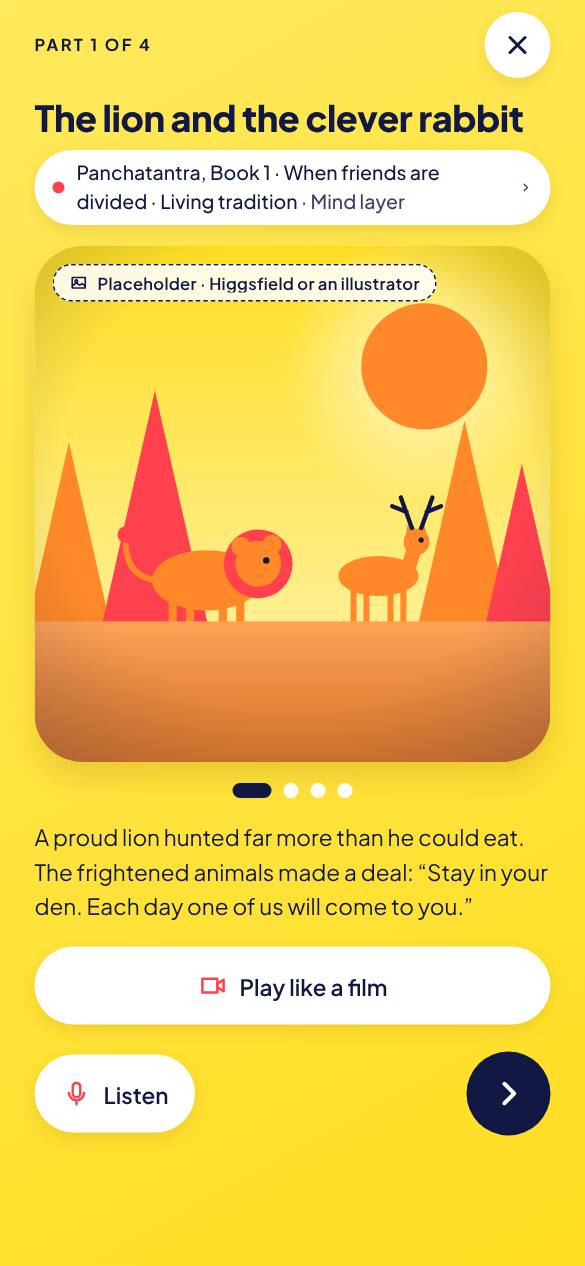 PART 1 OF 4
The lion and the clever rabbit
Panchatantra, Book 1 · When friends are
divided · Living tradition · Mind layer
Placeholder · Higgsfield or an illustrator
A proud lion hunted far more than he could eat.
The frightened animals made a deal: “Stay in your
den. Each day one of us will come to you.”
Play like a film
Listen